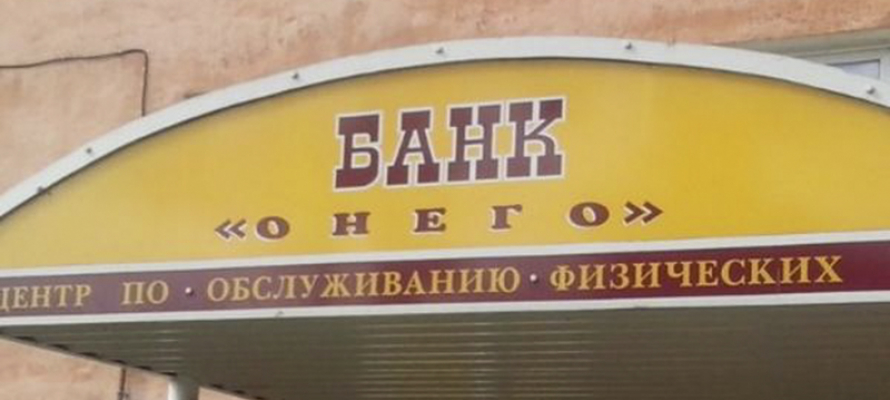 БАНК
«ОНЕГО»
ЦЕНТР ПО · ОБСЛУЖИВАНИЮ · ФИЗИЧЕСКИХ